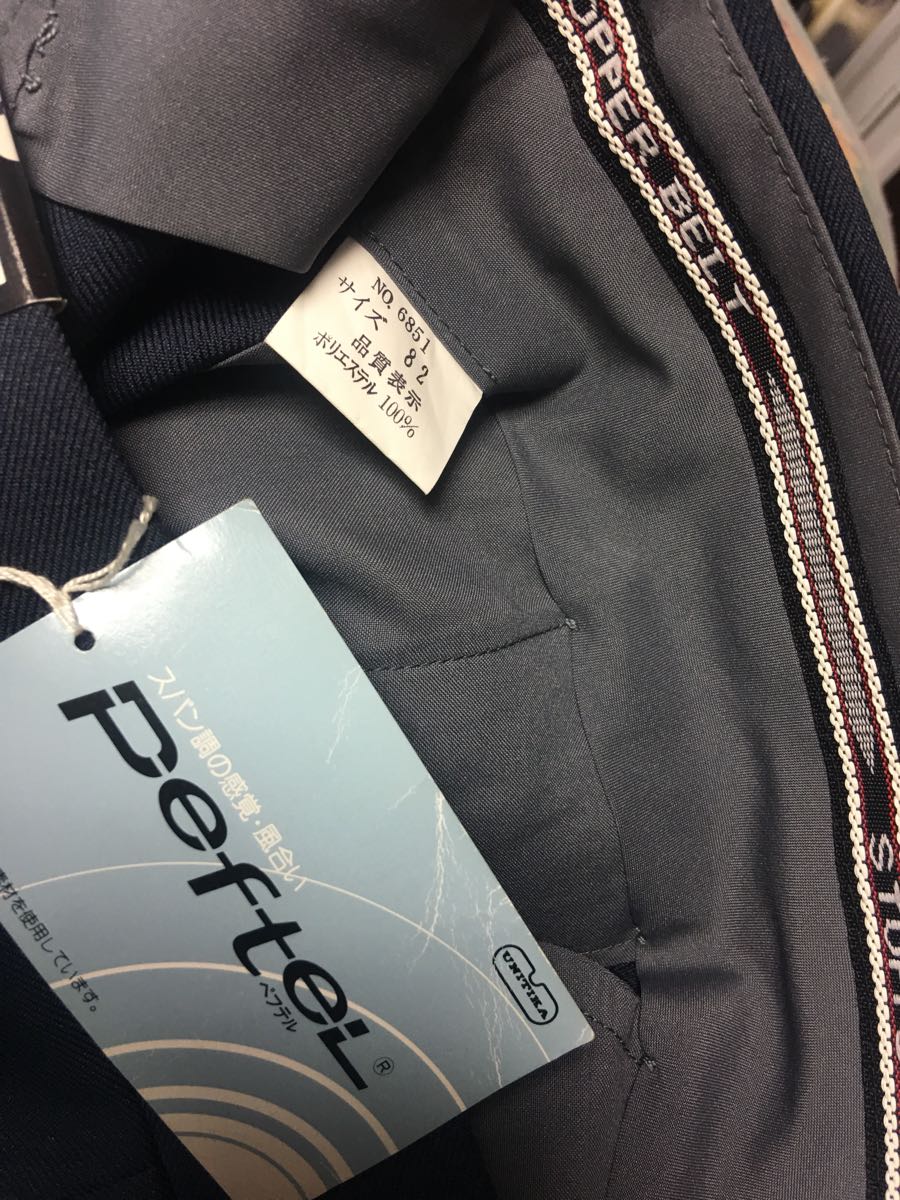 OPPER BELT
NO. 6851
サイズ 82
品質表示
ポリエステル 100%
スパン調の感覚・風合い
Peftel®
ペフテル
素材を使用しています。
UNITIKA